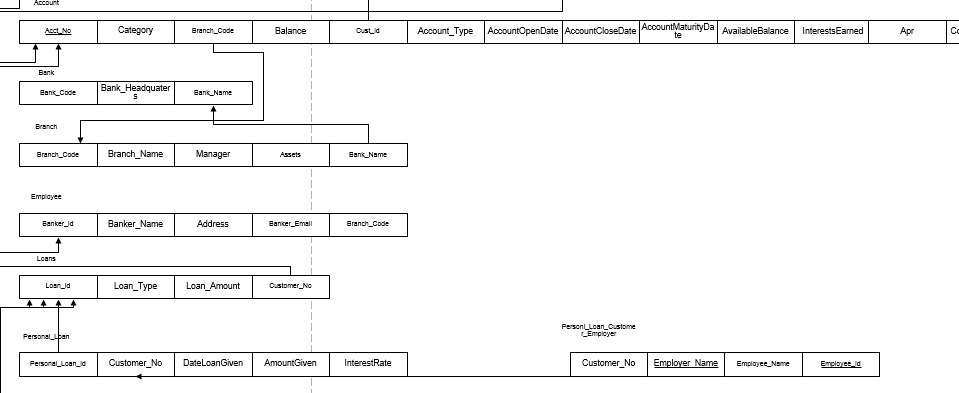 Account
Acct_No Category Branch_Code Balance Cust_Id Account_Type AccountOpenDate AccountCloseDate AccountMaturityDa AvailableBalance InterestsEarned Apr Co
te
Bank
Bank_Code Bank_Headquater Bank_Name
s
Branch
Branch_Code Branch_Name Manager Assets Bank_Name
Employee
Banker_Id Banker_Name Address Banker_Email Branch_Code
Loans
Loan_Id Loan_Type Loan_Amount Customer_No
Personal_Loan
Personl_Loan_Custome
r_Employer
Personal_Loan_Id Customer_No DateLoanGiven AmountGiven InterestRate Customer_No Employer_Name Employee_Name Employee_Id